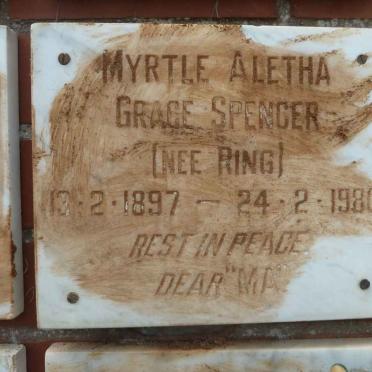 MYRTLE ALETHA
GRACE SPENCER
(NEE RING)
13·2·1897 — 24·2·1980
REST IN PEACE
DEAR "MA"